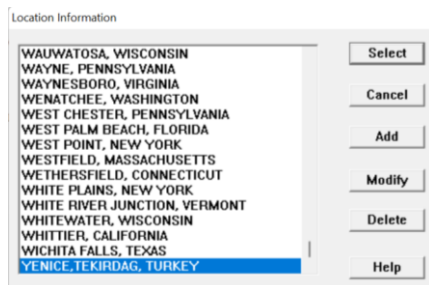 Location Information
WAUWATOSA, WISCONSIN
WAYNE, PENNSYLVANIA
WAYNESBORO, VIRGINIA
WENATCHEE, WASHINGTON
WEST CHESTER, PENNSYLVANIA
WEST PALM BEACH, FLORIDA
WEST POINT, NEW YORK
WESTFIELD, MASSACHUSETTS
WETHERSFIELD, CONNECTICUT
WHITE PLAINS, NEW YORK
WHITE RIVER JUNCTION, VERMONT
WHITEWATER, WISCONSIN
WHITTIER, CALIFORNIA
WICHITA FALLS, TEXAS
YENICE,TEKIRDAG, TURKEY
Select
Cancel
Add
Modify
Delete
Help